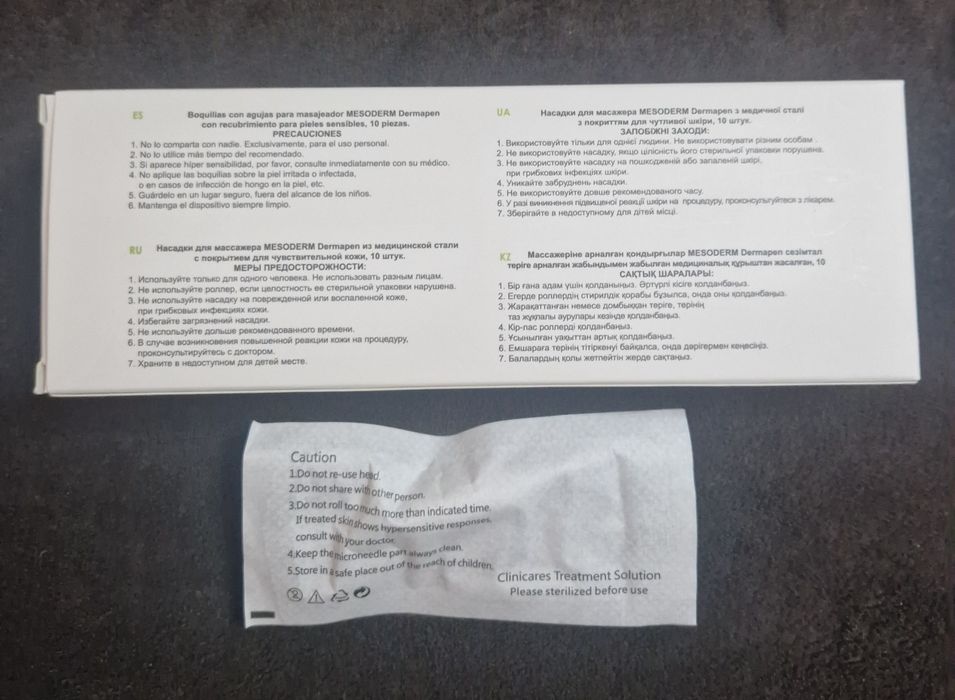 ES
Boquillas con agujas para masajeador MESODERM Dermapen
con recubrimiento para pieles sensibles, 10 piezas.
PRECAUCIONES
1. No lo comparta con nadie. Exclusivamente, para el uso personal.
2. No lo utilice más tiempo del recomendado.
3. Si aparece hiper sensibilidad, por favor, consulte inmediatamente con su médico.
4. No aplique las boquillas sobre la piel irritada o infectada,
o en casos de infección de hongo en la piel, etc.
5. Guárdelo en un lugar seguro, fuera del alcance de los niños.
6. Mantenga el dispositivo siempre limpio.
UA
Насадки для масажера MESODERM Dermapen з медичної сталі
з покриттям для чутливої шкіри, 10 штук.
ЗАПОБІЖНІ ЗАХОДИ:
1. Використовуйте тільки для однієї людини. Не використовувати різним особам .
2. Не використовуйте насадку, якщо цілісність його стерильної упаковки порушена.
3. Не використовуйте насадку на пошкодженій або запаленій шкірі,
при грибкових інфекціях шкіри.
4. Уникайте забруднень насадки.
5. Не використовуйте довше рекомендованого часу.
6. У разі виникнення підвищеної реакції шкіри на процедуру, проконсультуйтеся з лікарем.
7. Зберігайте в недоступному для дітей місці.
RU
Насадки для массажера MESODERM Dermapen из медицинской стали
с покрытием для чувствительной кожи, 10 штук.
МЕРЫ ПРЕДОСТОРОЖНОСТИ:
1. Используйте только для одного человека. Не использовать разным лицам.
2. Не используйте роллер, если целостность ее стерильной упаковки нарушена.
3. Не используйте насадку на поврежденной или воспаленной коже,
при грибковых инфекциях кожи.
4. Избегайте загрязнений насадки.
5. Не используйте дольше рекомендованного времени.
6. В случае возникновения повышенной реакции кожи на процедуру,
проконсультируйтесь с доктором.
7. Храните в недоступном для детей месте.
KZ
Массажеріне арналған қондырғылар MESODERM Dermapen сезімтал
теріге арналған жабындымен жабылған медициналық құрыштан жасалған, 10
САҚТЫҚ ШАРАЛАРЫ:
1. Бір ғана адам үшін қолданыңыз. Әртүрлі кісіге қолданбаңыз.
2. Егерде роллердің стирилдік қорабы бұзылса, онда оны қолданбаңыз.
3. Жарақаттанған немесе домбыққан теріге, терінің
таз жұқпалы аурулары кезінде қолданбаңыз.
4. Кір-пас роллерді қолданбаңыз.
5. Ұсынылған уақыттан артық қолданбаңыз.
6. Емшараға терінің тітіркенуі байқалса, онда дәрігермен кеңесіңіз.
7. Балалардың қолы жетпейтін жерде сақтаңыз.
Caution
1.Do not re-use head.
2.Do not share with other person.
3.Do not roll too much more than indicated time.
If treated skin shows hypersensitive responses,
consult with your doctor.
4.Keep the microneedle part always clean.
5.Store in a safe place out of the reach of children.
Clinicares Treatment Solution
Please sterilized before use